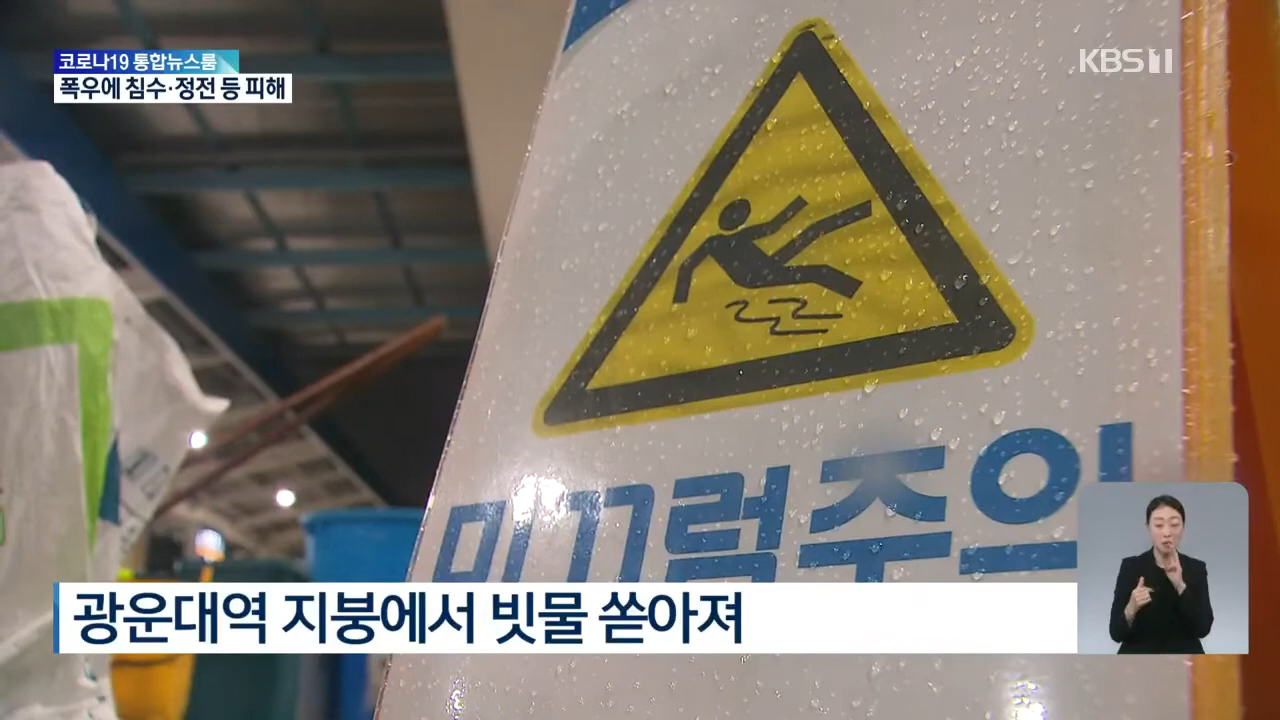 코로나19 통합뉴스룸
폭우에 침수·정전 등 피해
KBS1
미끄럼주의
광운대역 지붕에서 빗물 쏟아져